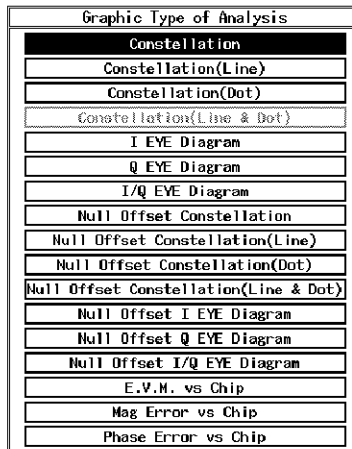 Graphic Type of Analysis
Constellation
Constellation(Line)
Constellation(Dot)
Constellation(Line & Dot)
I EYE Diagram
Q EYE Diagram
I/Q EYE Diagram
Null Offset Constellation
Null Offset Constellation(Line)
Null Offset Constellation(Dot)
Null Offset Constellation(Line & Dot)
Null Offset I EYE Diagram
Null Offset Q EYE Diagram
Null Offset I/Q EYE Diagram
E.V.M. vs Chip
Mag Error vs Chip
Phase Error vs Chip